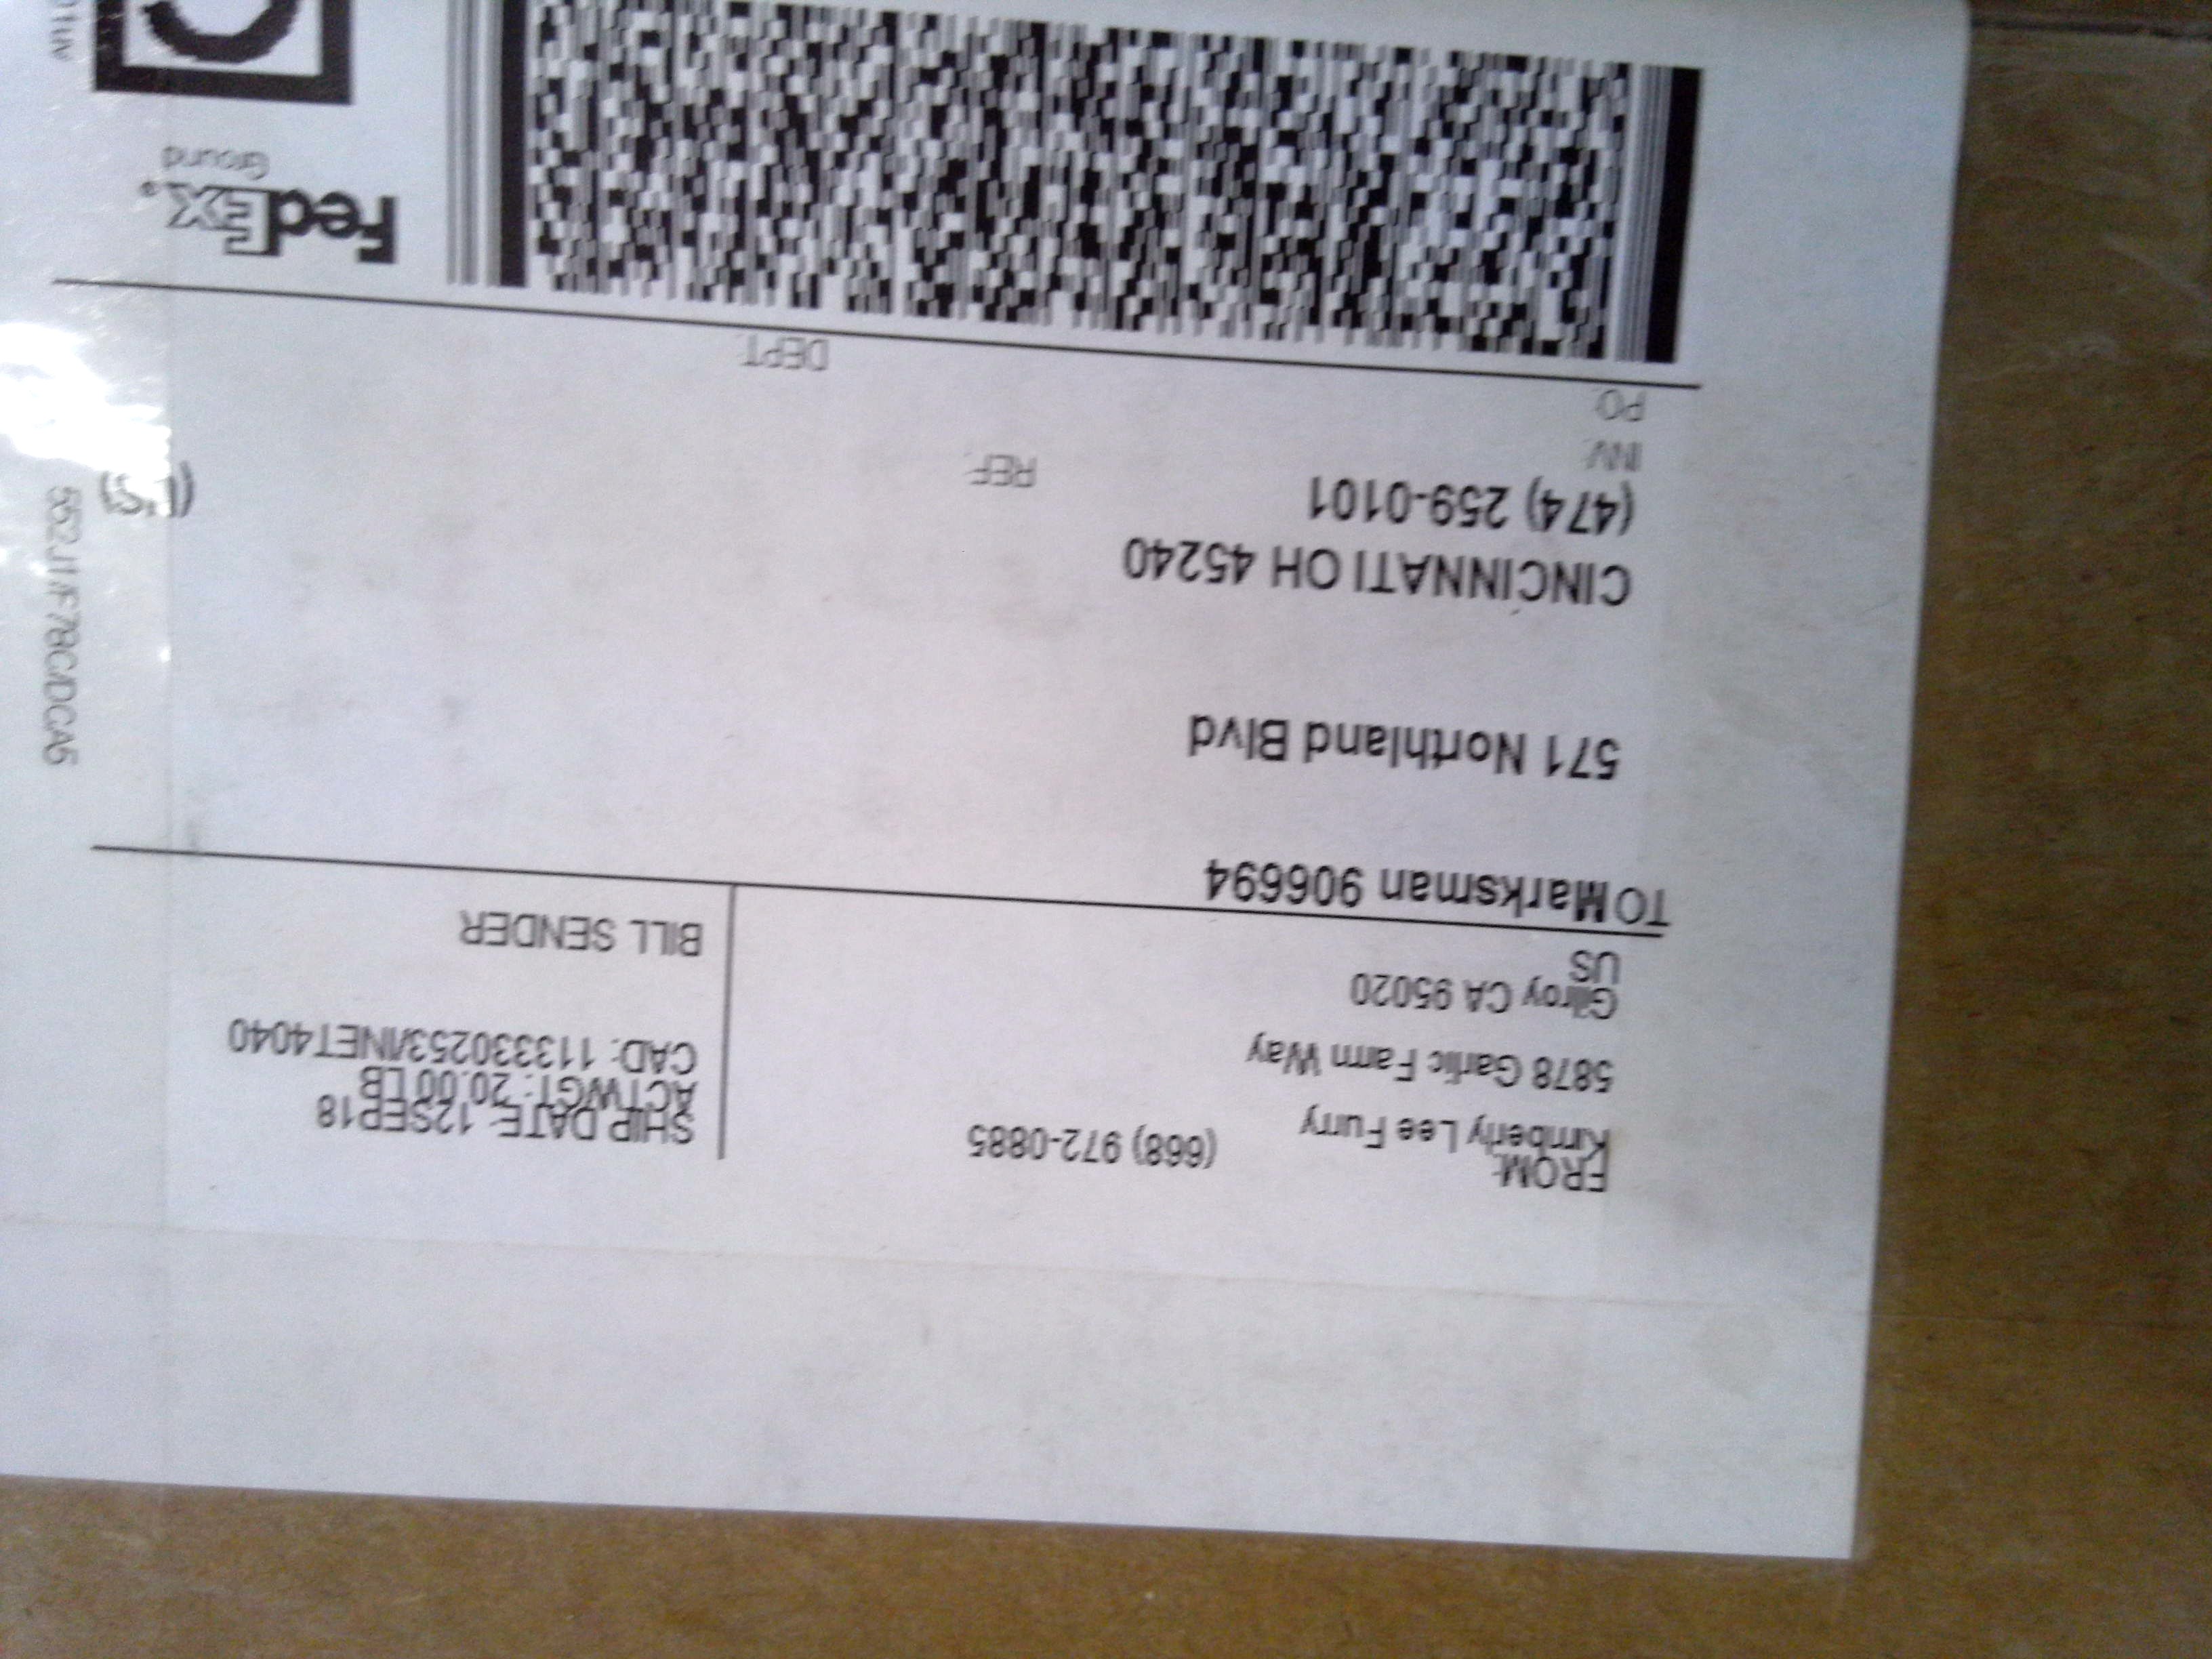 FROM:
Kimberly Lee Furry (668) 972-0885
5878 Garlic Farm Way
Gilroy CA 95020
US
SHIP DATE: 12SEP18
ACTWGT: 20.00 LB
CAD: 113330253/INET4040
BILL SENDER
TO Marksman 906694
571 Northland Blvd
CINCINNATI OH 45240
(474) 259-0101
INV:
REF:
PO:
DEPT:
(US)
552J1/F78C/DCA5
FedEx.
Ground